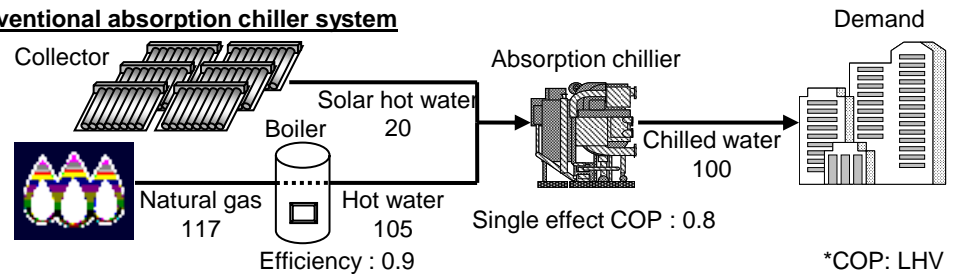 ventional absorption chiller system
Demand
Collector
Absorption chillier
Solar hot water
20
Boiler
Chilled water
100
Natural gas
117
Hot water
105
Single effect COP : 0.8
Efficiency : 0.9
*COP: LHV